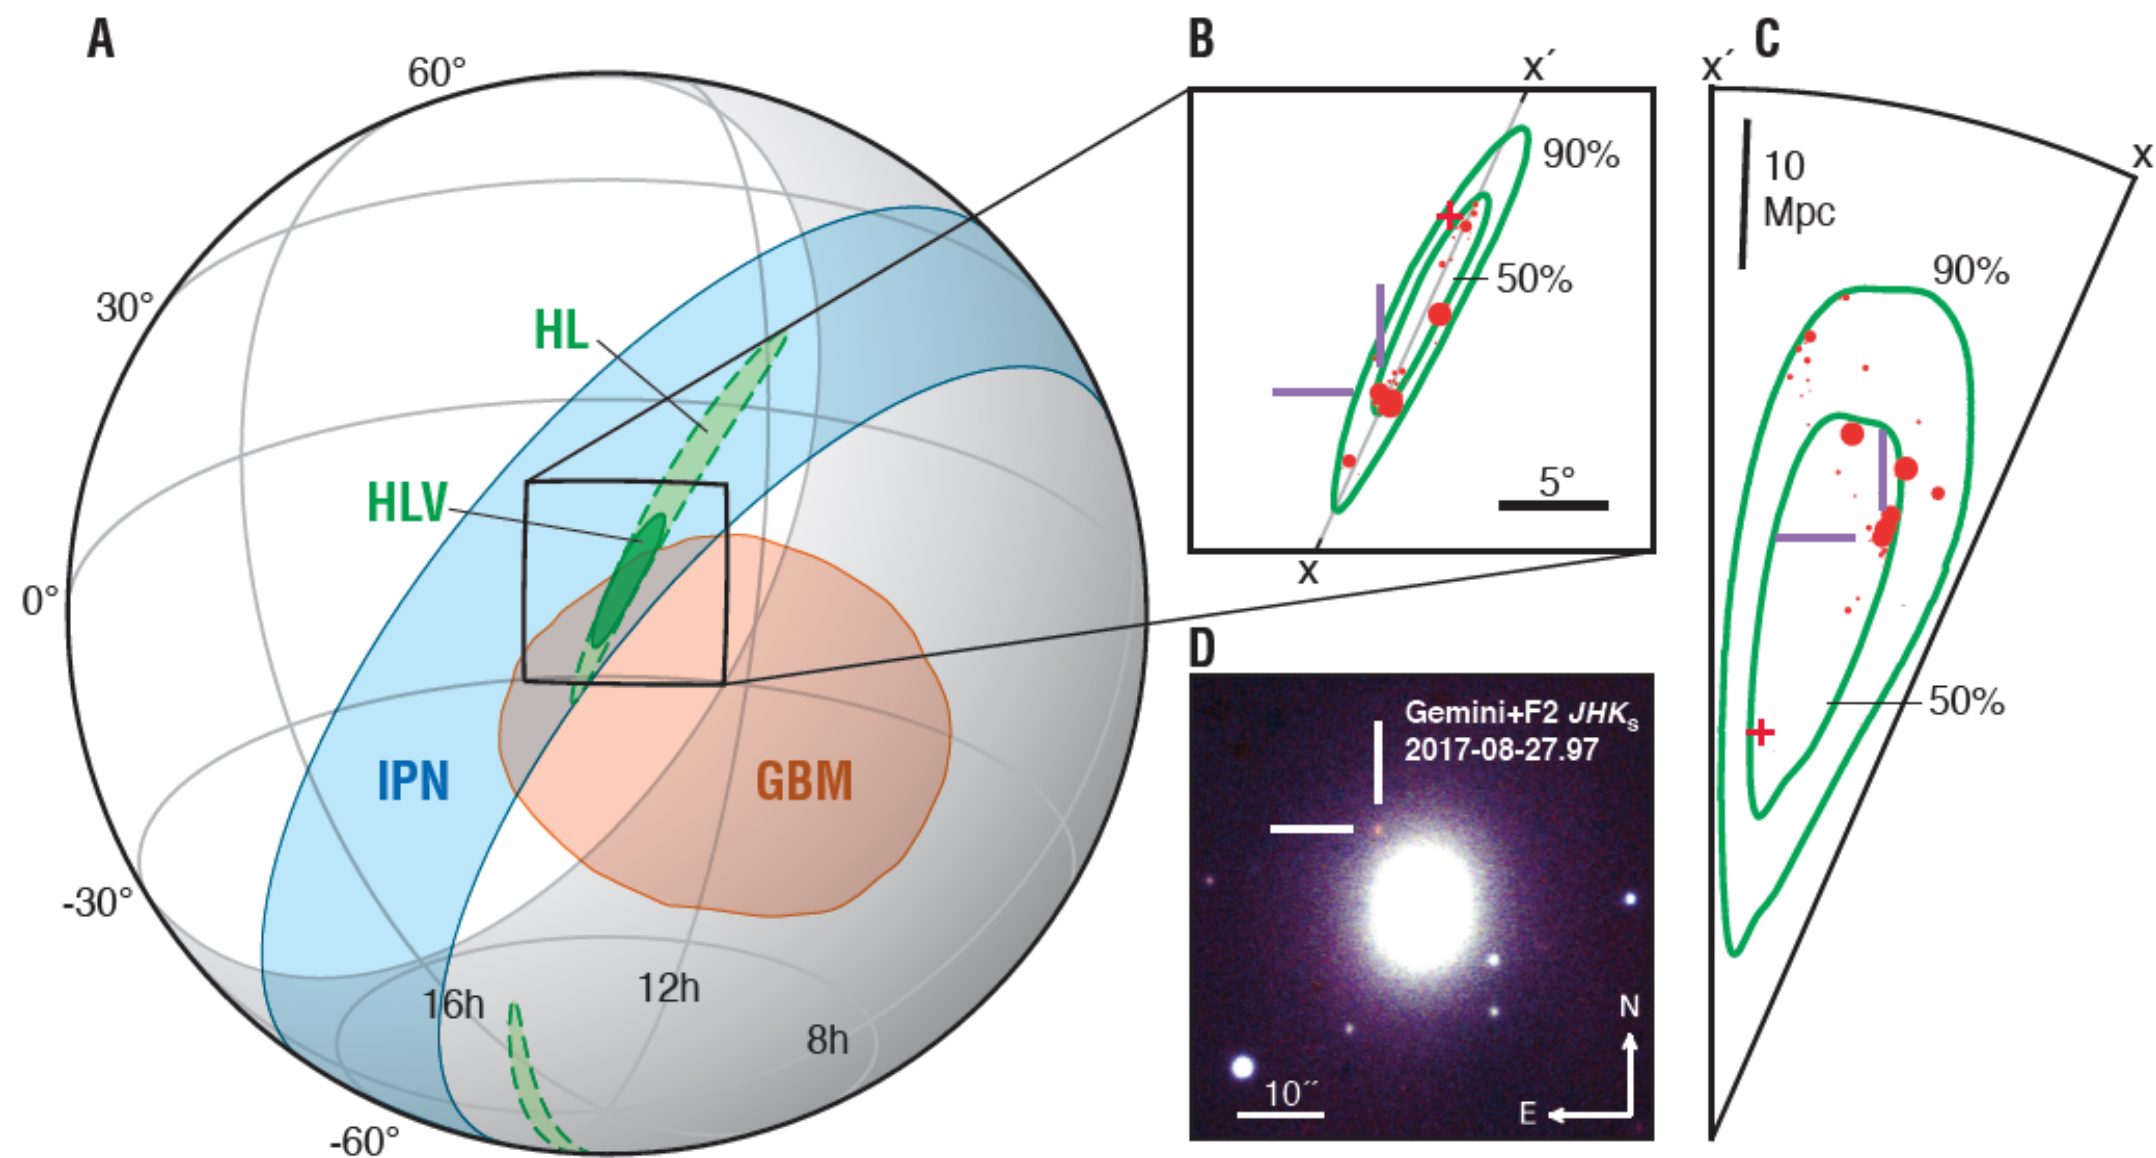 A
60°
30°
0°
-30°
-60°
HL
HLV
IPN
GBM
16h
12h
8h
B
x´
90%
50%
5°
x
C
x´
x
10
Mpc
90%
50%
D
Gemini+F2 JHKs
2017-08-27.97
N
E
10´´